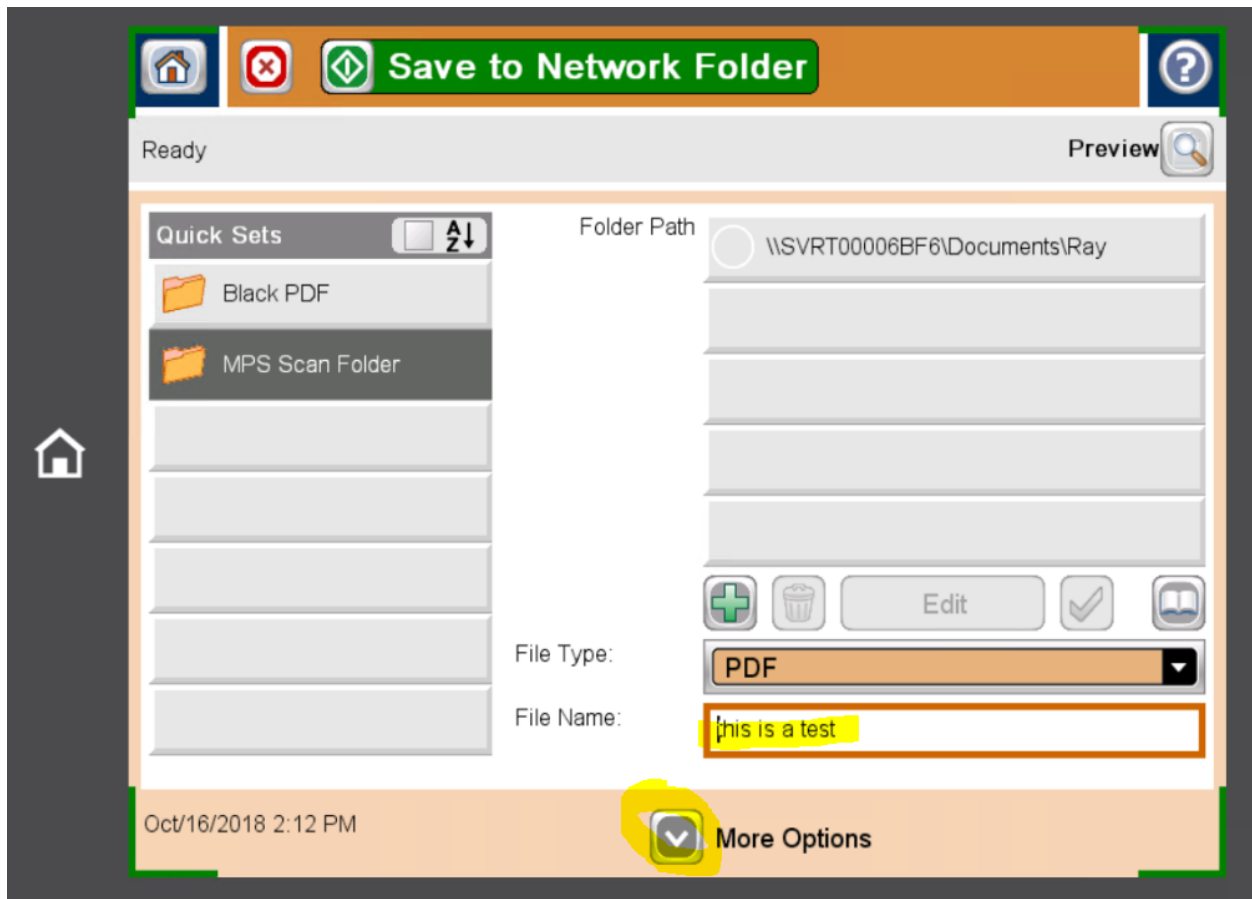 Save to Network Folder
?
Ready
Preview
Quick Sets
AZ
Folder Path
\\SVRT00006BF6\Documents\Ray
Black PDF
MPS Scan Folder
Edit
File Type:
PDF
File Name:
this is a test
Oct/16/2018 2:12 PM
More Options